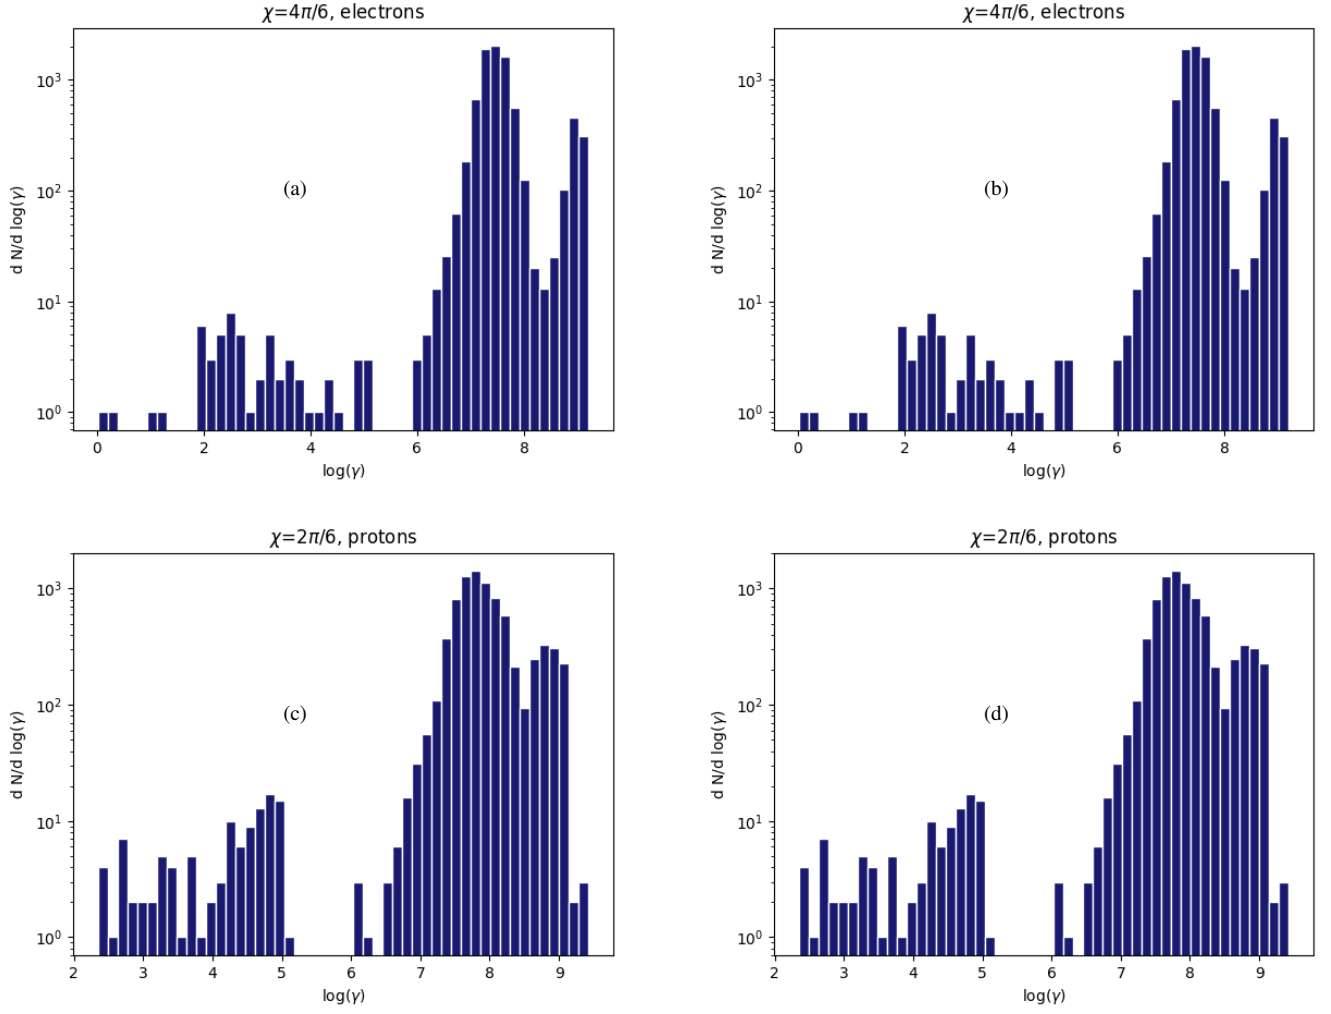 χ=4π/6, electrons
d N/d log(γ)
10³
10²
10¹
10⁰
(a)
0 2 4 6 8
log(γ)
χ=4π/6, electrons
d N/d log(γ)
10³
10²
10¹
10⁰
(b)
0 2 4 6 8
log(γ)
χ=2π/6, protons
d N/d log(γ)
10³
10²
10¹
10⁰
(c)
2 3 4 5 6 7 8 9
log(γ)
χ=2π/6, protons
d N/d log(γ)
10³
10²
10¹
10⁰
(d)
2 3 4 5 6 7 8 9
log(γ)